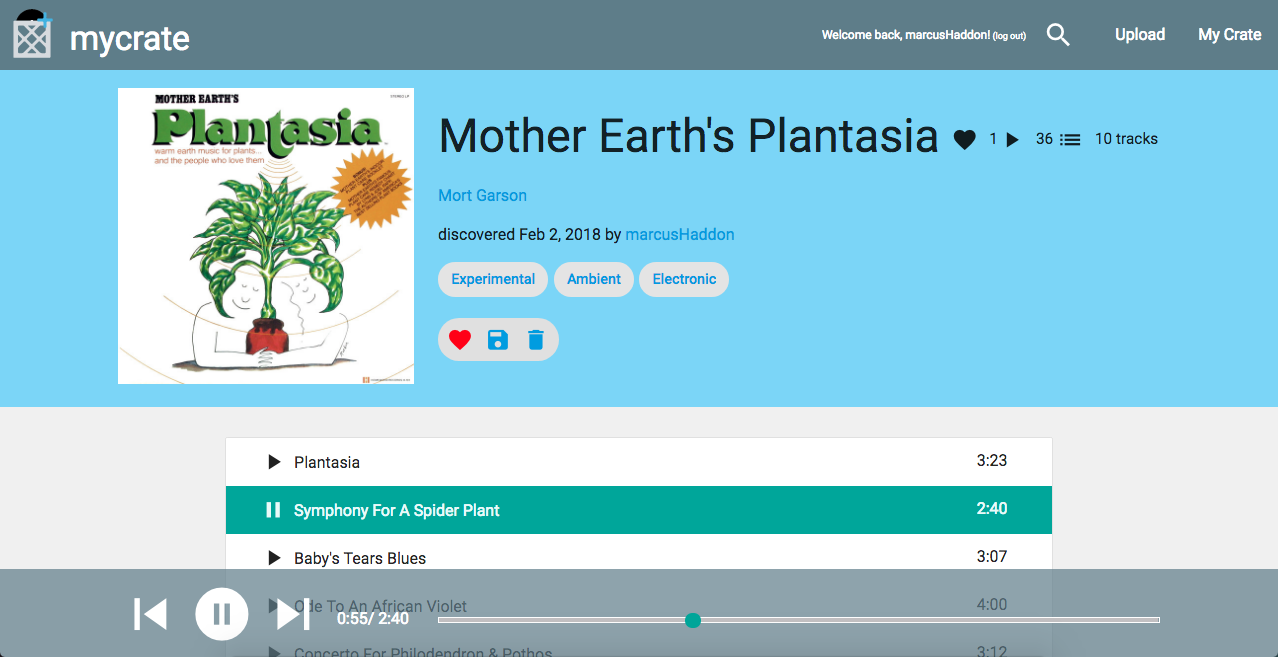 mycrate
Welcome back, marcusHaddon! (log out)
Upload
My Crate
MOTHER EARTH'S
STEREO LP
Plantasia
warm earth music for plants...
and the people who love them
Mother Earth's Plantasia
1
36
10 tracks
Mort Garson
discovered Feb 2, 2018 by marcusHaddon
Experimental
Ambient
Electronic
Plantasia 3:23
Symphony For A Spider Plant 2:40
Baby's Tears Blues 3:07
Ode To An African Violet 4:00
0:55/ 2:40
Concerto For Philodendron & Pothos 3:12